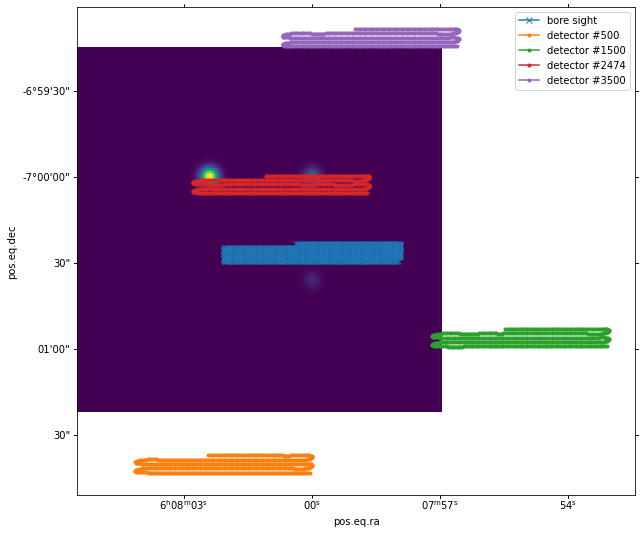 bore sight
detector #500
detector #1500
detector #2474
detector #3500
-6°59'30"
-7°00'00"
30"
01'00"
30"
pos.eq.dec
6ʰ08ᵐ03ˢ
00ˢ
07ᵐ57ˢ
54ˢ
pos.eq.ra